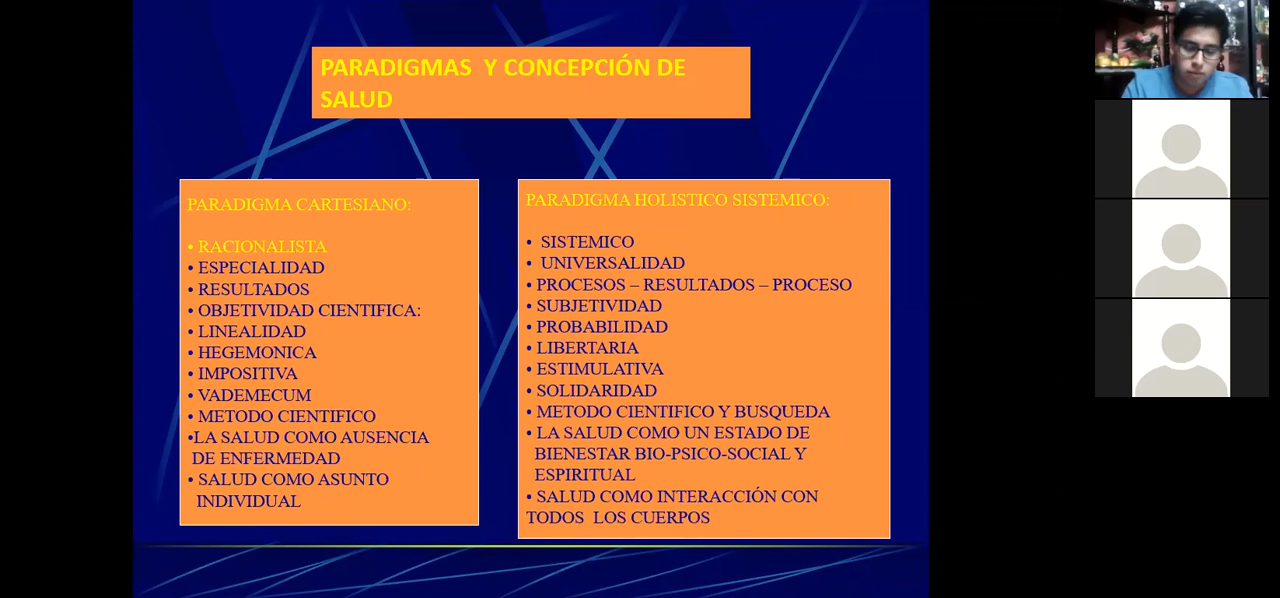 PARADIGMAS Y CONCEPCIÓN DE
SALUD
PARADIGMA CARTESIANO:
• RACIONALISTA
• ESPECIALIDAD
• RESULTADOS
• OBJETIVIDAD CIENTIFICA:
• LINEALIDAD
• HEGEMONICA
• IMPOSITIVA
• VADEMECUM
• METODO CIENTIFICO
•LA SALUD COMO AUSENCIA
DE ENFERMEDAD
• SALUD COMO ASUNTO
INDIVIDUAL
PARADIGMA HOLISTICO SISTEMICO:
• SISTEMICO
• UNIVERSALIDAD
• PROCESOS – RESULTADOS – PROCESO
• SUBJETIVIDAD
• PROBABILIDAD
• LIBERTARIA
• ESTIMULATIVA
• SOLIDARIDAD
• METODO CIENTIFICO Y BUSQUEDA
• LA SALUD COMO UN ESTADO DE
BIENESTAR BIO-PSICO-SOCIAL Y
ESPIRITUAL
• SALUD COMO INTERACCIÓN CON
TODOS LOS CUERPOS